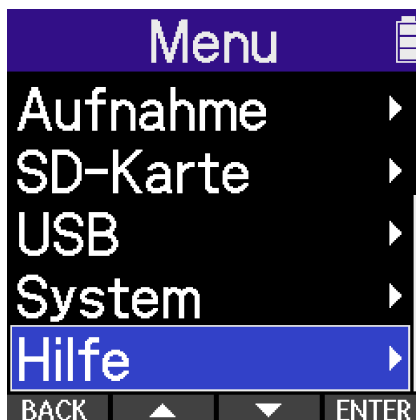 Menu
Aufnahme
SD-Karte
USB
System
Hilfe
BACK ENTER